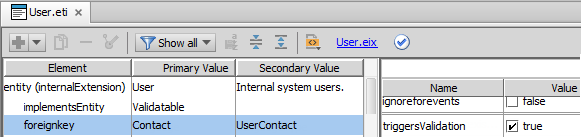 User.eti ×
Show all
User.eix
Element Primary Value Secondary Value
entity (internalExtension) User Internal system users.
implementsEntity Validatable
foreignkey Contact UserContact
Name Value
ignoreforevents false
triggersValidation true